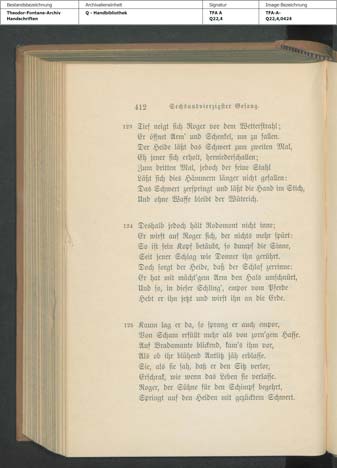 Bestandsbezeichnung Archivalieneinheit Signatur Image-Bezeichnung
Theodor-Fontane-Archiv Q - Handbibliothek TFA A TFA-A-
Handschriften Q22,4 Q22,4,0424
412 Sechsundvierzigster Gesang.
123 Tief neigt sich Roger vor dem Wetterstrahl;
Er öffnet Arm' und Schenkel, um zu fallen.
Der Heide läßt das Schwert zum zweiten Mal,
Eh jener sich erholt, herniederschallen;
Zum dritten Mal, jedoch der feine Stahl
Läßt sich dies Hämmern länger nicht gefallen:
Das Schwert zerspringt und läßt die Hand im Stich,
Und ohne Waffe bleibt der Wüterich.
124 Deshalb jedoch hält Rodomont nicht inne;
Er wirft auf Roger sich, der nichts mehr spürt:
So ist sein Kopf betäubt, so dumpf die Sinne,
Seit jener Schlag wie Donner ihn gerührt.
Doch sorgt der Heide, daß der Schlaf zerrinne:
Er hat mit mächt'gem Arm den Hals umschnürt,
Und so, in dieser Schling', empor vom Pferde
Hebt er ihn jetzt und wirft ihn an die Erde.
125 Kaum lag er da, so sprang er auch empor,
Von Scham erfüllt mehr als von zorn'gem Hasse.
Auf Bradamante blickend, kam's ihm vor,
Als ob ihr blühend Antlitz jäh erblasse.
Sie, als sie sah, daß er den Sitz verlor,
Erschrak, wie wenn das Leben sie verlasse.
Roger, der Sühne für den Schimpf begehrt,
Springt auf den Heiden mit gezücktem Schwert.